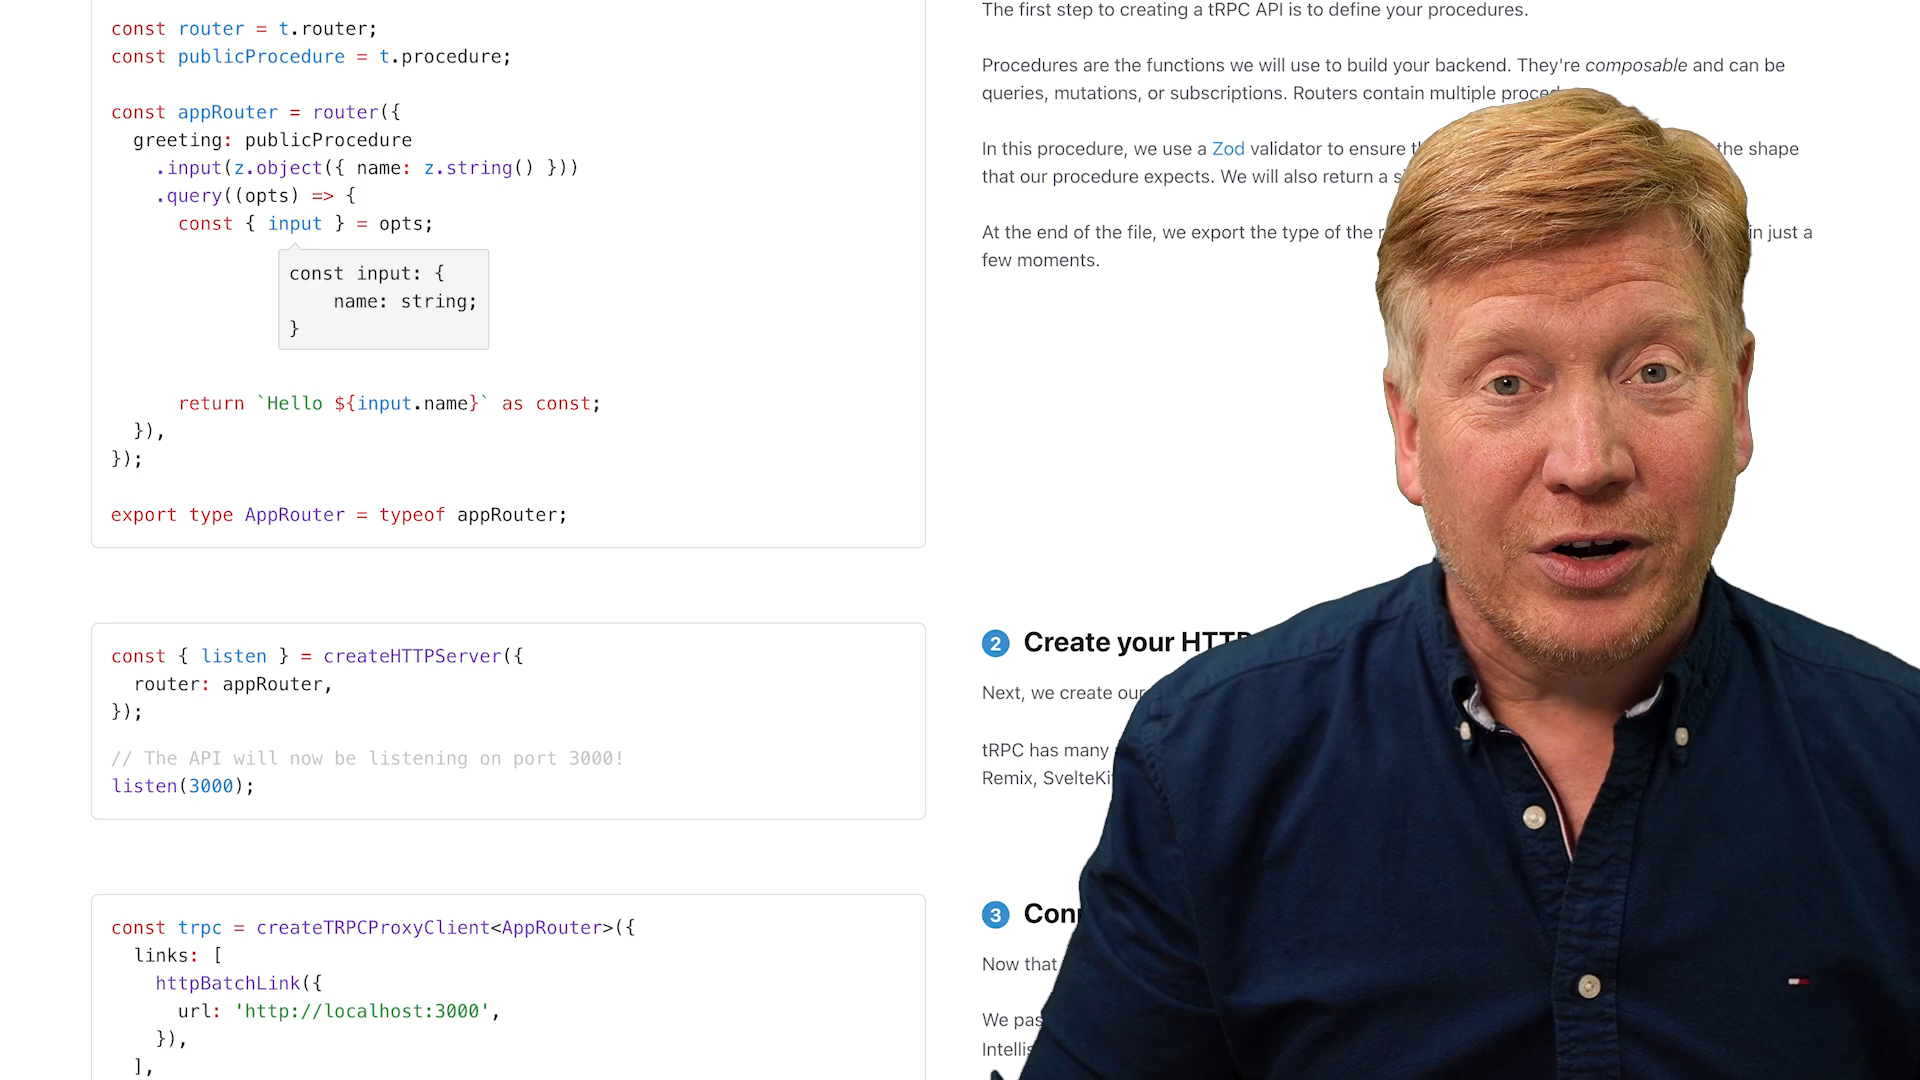 const router = t.router;
const publicProcedure = t.procedure;
const appRouter = router({
greeting: publicProcedure
.input(z.object({ name: z.string() }))
.query((opts) => {
const { input } = opts;
const input: {
name: string;
}
return `Hello ${input.name}` as const;
}),
});
export type AppRouter = typeof appRouter;
const { listen } = createHTTPServer({
router: appRouter,
});
// The API will now be listening on port 3000!
listen(3000);
const trpc = createTRPCProxyClient<AppRouter>({
links: [
httpBatchLink({
url: 'http://localhost:3000',
}),
],
The first step to creating a tRPC API is to define your procedures.
Procedures are the functions we will use to build your backend. They're composable and can be
queries, mutations, or subscriptions. Routers contain multiple
In this procedure, we use a Zod validator to ensure the shape
that our procedure expects. We will also return a
At the end of the file, we export the type of the in just a
few moments.
2 Create your
Next, we create our
tRPC has many
Remix,
3
Now that
We